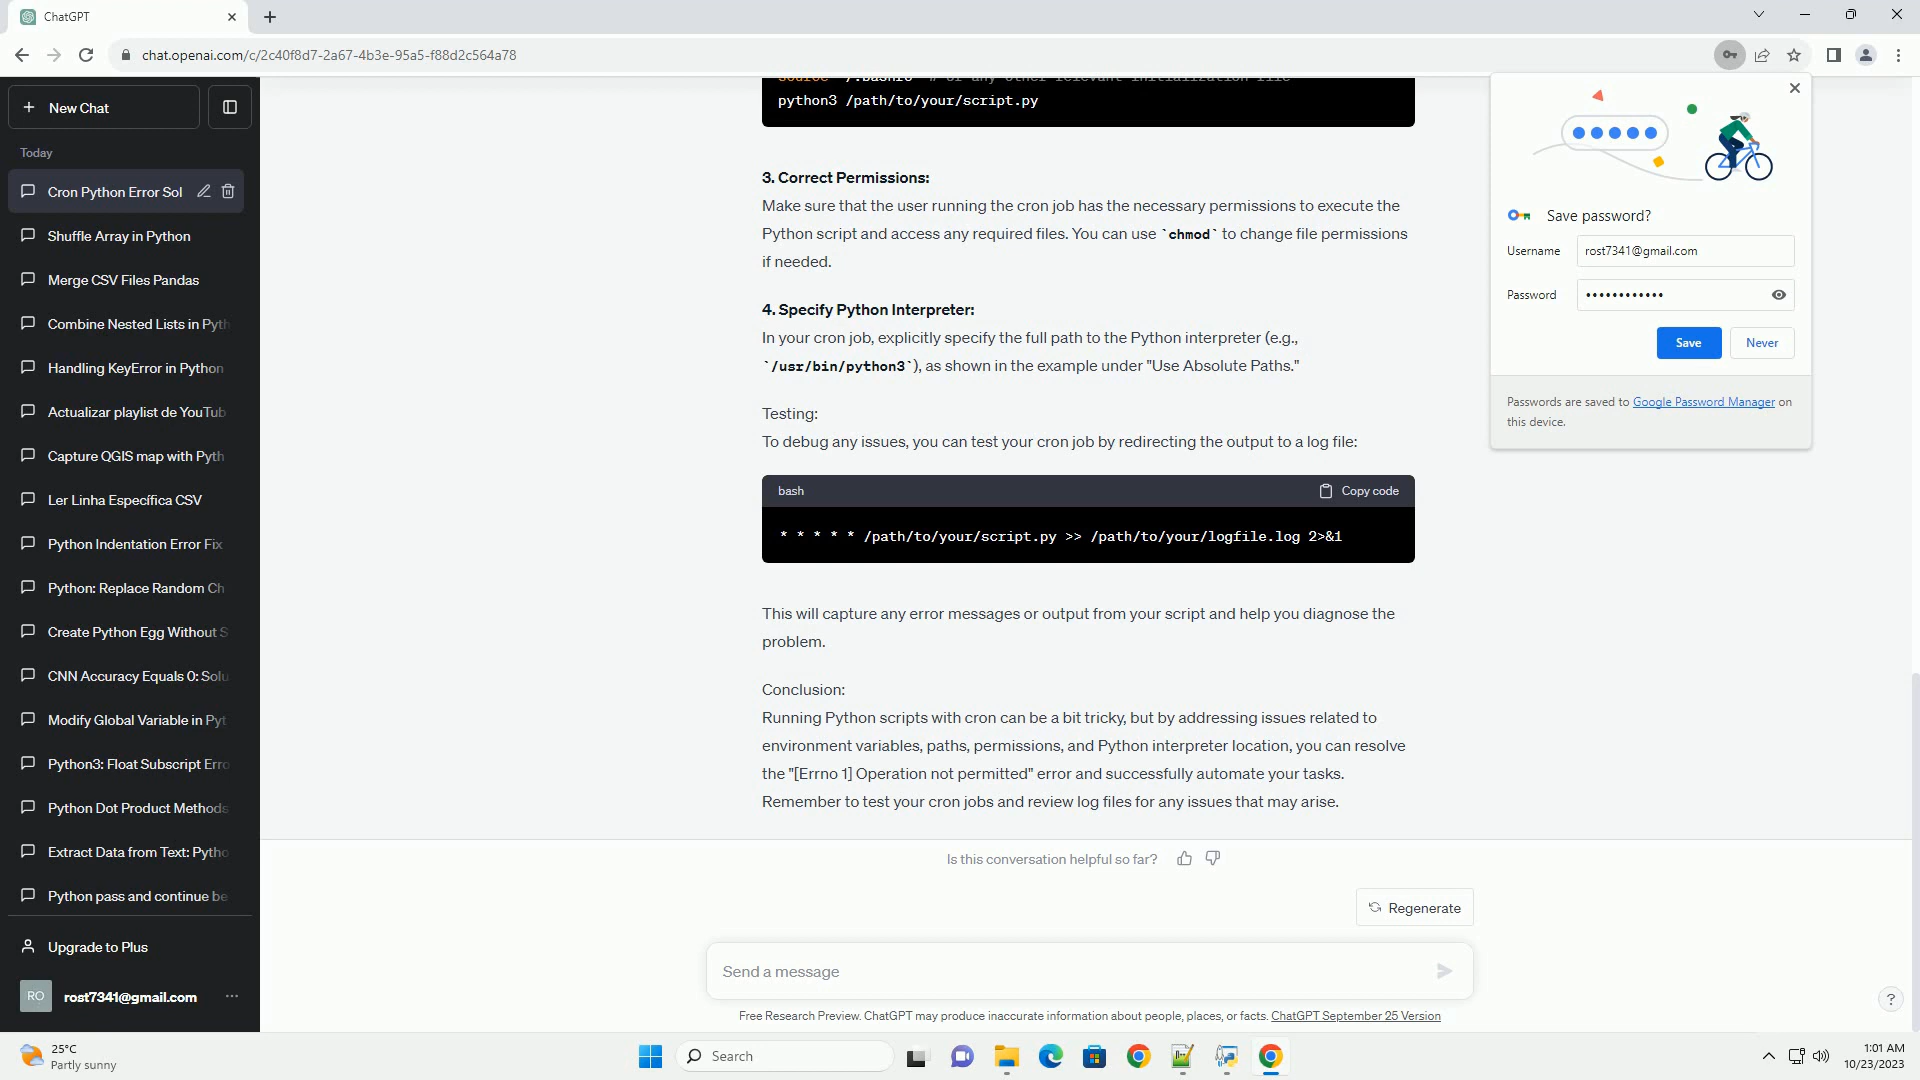 ChatGPT
chat.openai.com/c/2c40f8d7-2a67-4b3e-95a5-f88d2c564a78
New Chat
Today
Cron Python Error Sol
Shuffle Array in Python
Merge CSV Files Pandas
Combine Nested Lists in Pyth
Handling KeyError in Python
Actualizar playlist de YouTub
Capture QGIS map with Pyth
Ler Linha Específica CSV
Python Indentation Error Fix
Python: Replace Random Ch
Create Python Egg Without S
CNN Accuracy Equals 0: Solu
Modify Global Variable in Pyt
Python3: Float Subscript Erro
Python Dot Product Methods
Extract Data from Text: Pytho
Python pass and continue be
Upgrade to Plus
RO
rost7341@gmail.com
python3 /path/to/your/script.py
3. Correct Permissions:
Make sure that the user running the cron job has the necessary permissions to execute the
Python script and access any required files. You can use `chmod` to change file permissions
if needed.
4. Specify Python Interpreter:
In your cron job, explicitly specify the full path to the Python interpreter (e.g.,
`/usr/bin/python3`), as shown in the example under "Use Absolute Paths."
Testing:
To debug any issues, you can test your cron job by redirecting the output to a log file:
bash
Copy code
* * * * * /path/to/your/script.py >> /path/to/your/logfile.log 2>&1
This will capture any error messages or output from your script and help you diagnose the
problem.
Conclusion:
Running Python scripts with cron can be a bit tricky, but by addressing issues related to
environment variables, paths, permissions, and Python interpreter location, you can resolve
the "[Errno 1] Operation not permitted" error and successfully automate your tasks.
Remember to test your cron jobs and review log files for any issues that may arise.
Is this conversation helpful so far?
Regenerate
Send a message
Free Research Preview. ChatGPT may produce inaccurate information about people, places, or facts. ChatGPT September 25 Version
?
Save password?
Username rost7341@gmail.com
Password ••••••••••••
Save
Never
Passwords are saved to Google Password Manager on
this device.
25°C
Partly sunny
Search
1:01 AM
10/23/2023